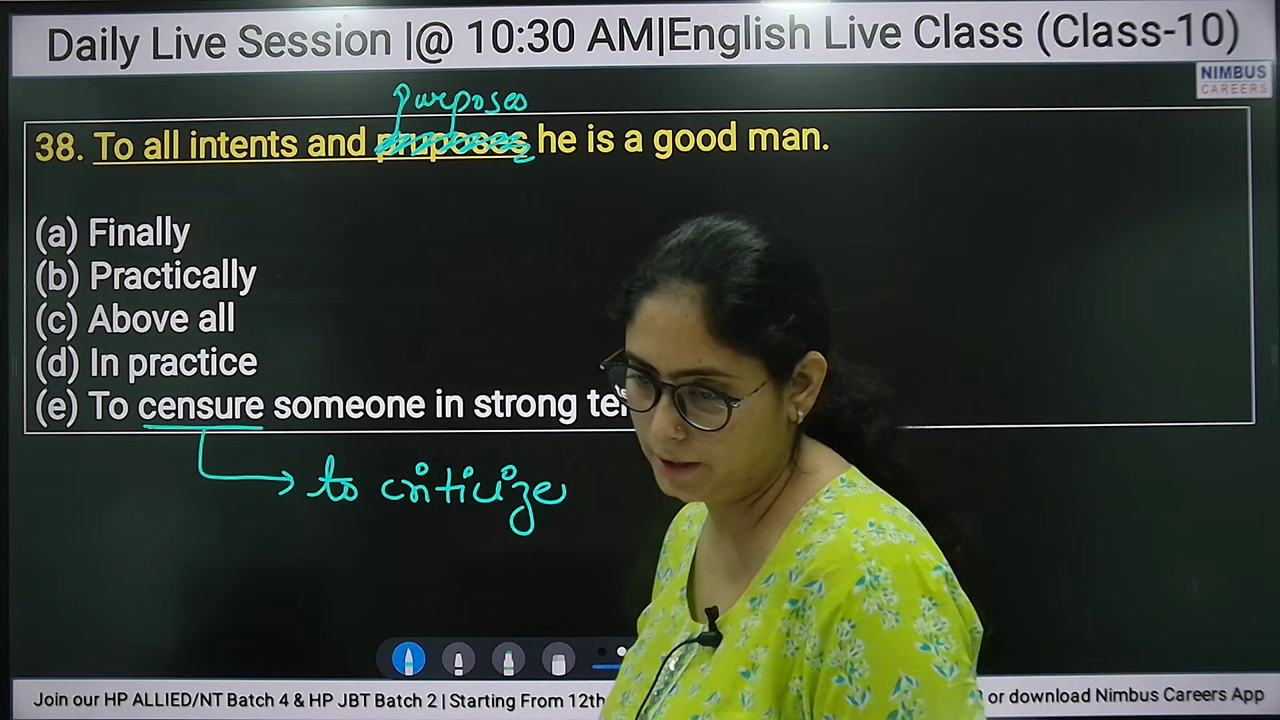 Daily Live Session |@ 10:30 AM|English Live Class (Class-10)
NIMBUS
CAREERS
purposes
38. To all intents and pruposes he is a good man.
(a) Finally
(b) Practically
(c) Above all
(d) In practice
(e) To censure someone in strong
to criticize
Join our HP ALLIED/NT Batch 4 & HP JBT Batch 2 | Starting From 12th or download Nimbus Careers App